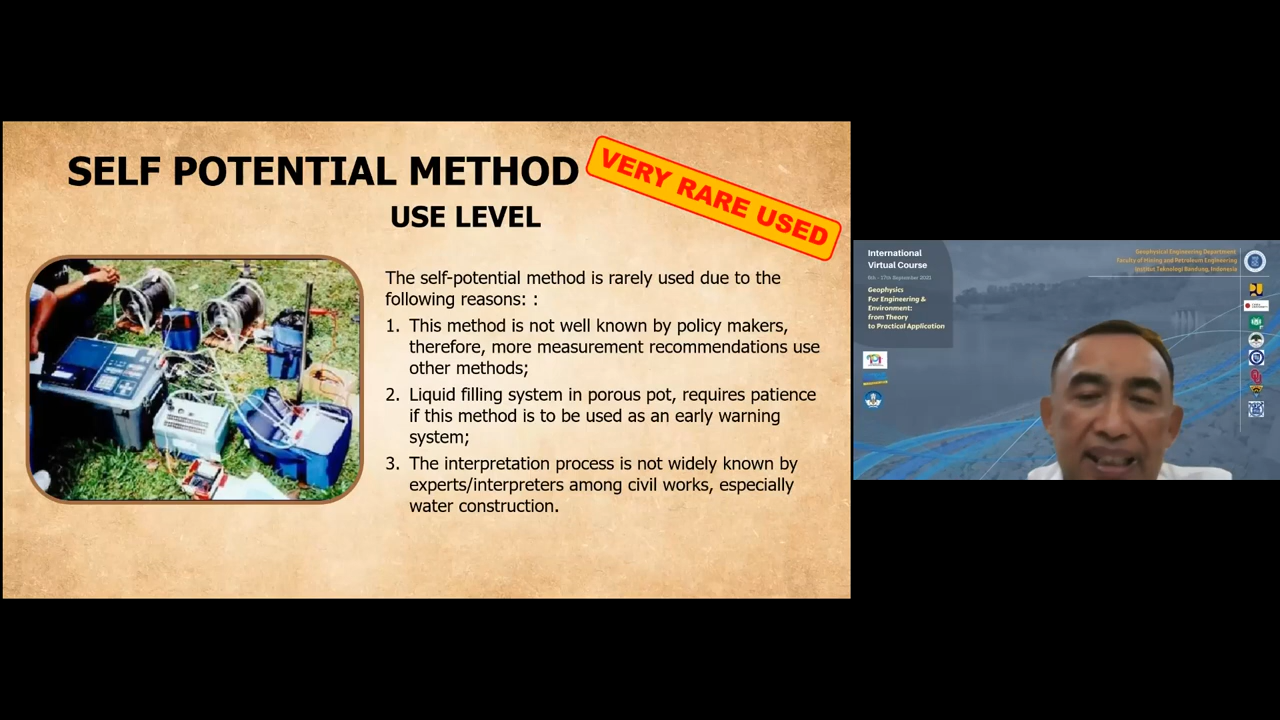 SELF POTENTIAL METHOD
VERY RARE USED
USE LEVEL
The self-potential method is rarely used due to the
following reasons: :
1. This method is not well known by policy makers,
therefore, more measurement recommendations use
other methods;
2. Liquid filling system in porous pot, requires patience
if this method is to be used as an early warning
system;
3. The interpretation process is not widely known by
experts/interpreters among civil works, especially
water construction.
International
Virtual Course
6th - 17th September 2021
Geophysics
For Engineering &
Environment:
from Theory
to Practical Application
Geophysical Engineering Department
Faculty of Mining and Petroleum Engineering
Institut Teknologi Bandung, Indonesia